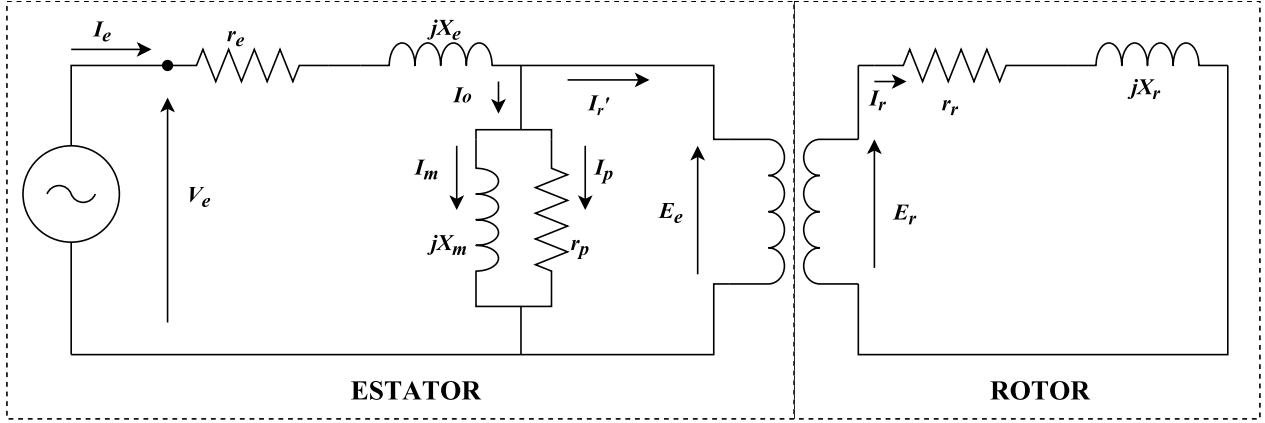 I_e
r_e
jX_e
I_o
I_r'
I_r
r_r
jX_r
I_m
I_p
V_e
E_e
E_r
jX_m
r_p
ESTATOR
ROTOR